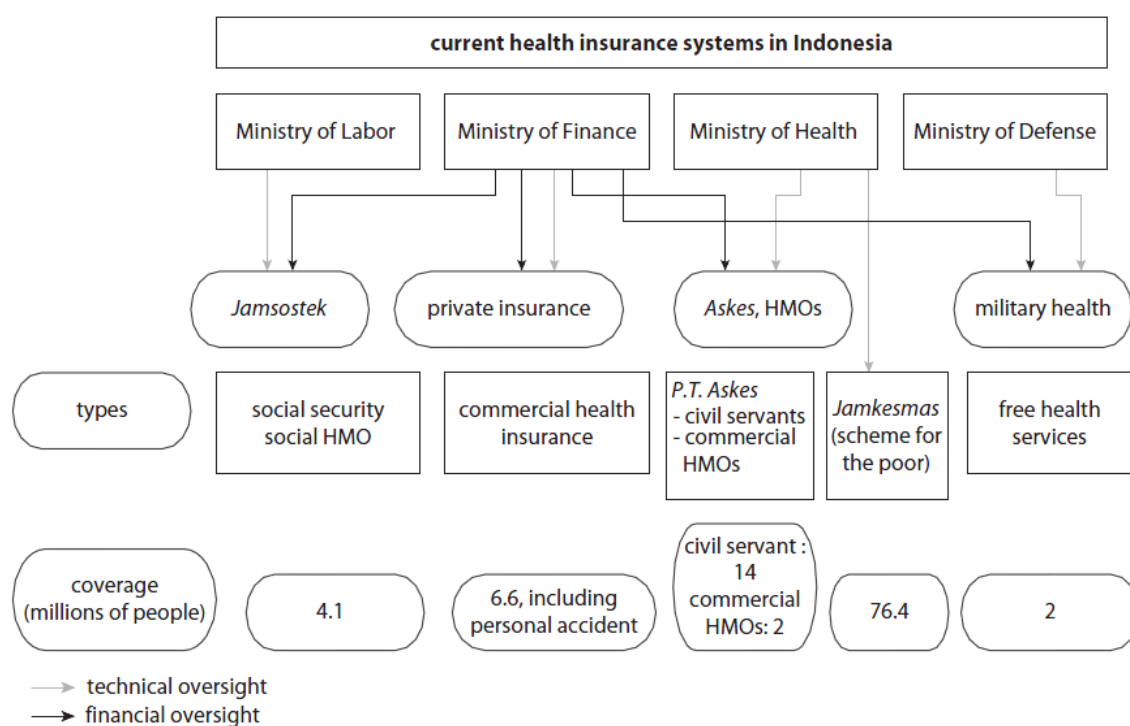 current health insurance systems in Indonesia
Ministry of Labor
Ministry of Finance
Ministry of Health
Ministry of Defense
Jamsostek
private insurance
Askes, HMOs
military health
types
social security
social HMO
commercial health
insurance
P.T. Askes
- civil servants
- commercial
HMOs
Jamkesmas
(scheme for
the poor)
free health
services
coverage
(millions of people)
4.1
6.6, including
personal accident
civil servant :
14
commercial
HMOs: 2
76.4
2
technical oversight
financial oversight